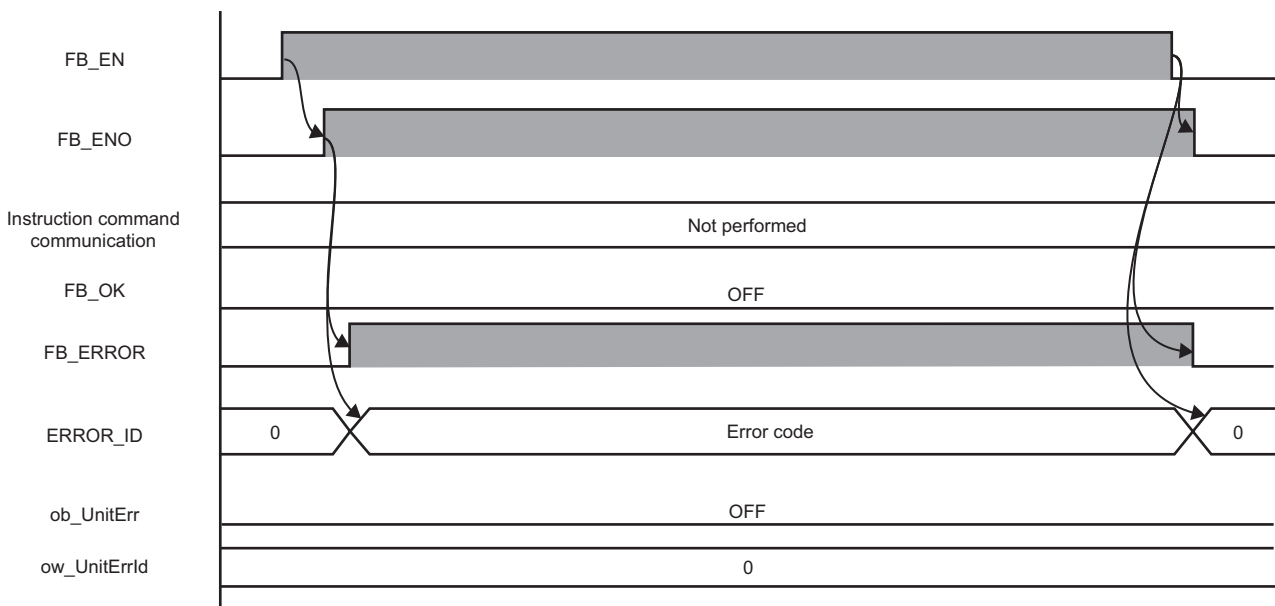 FB_EN
FB_ENO
Instruction command
communication
Not performed
FB_OK
OFF
FB_ERROR
ERROR_ID
0
Error code
0
ob_UnitErr
OFF
ow_UnitErrId
0